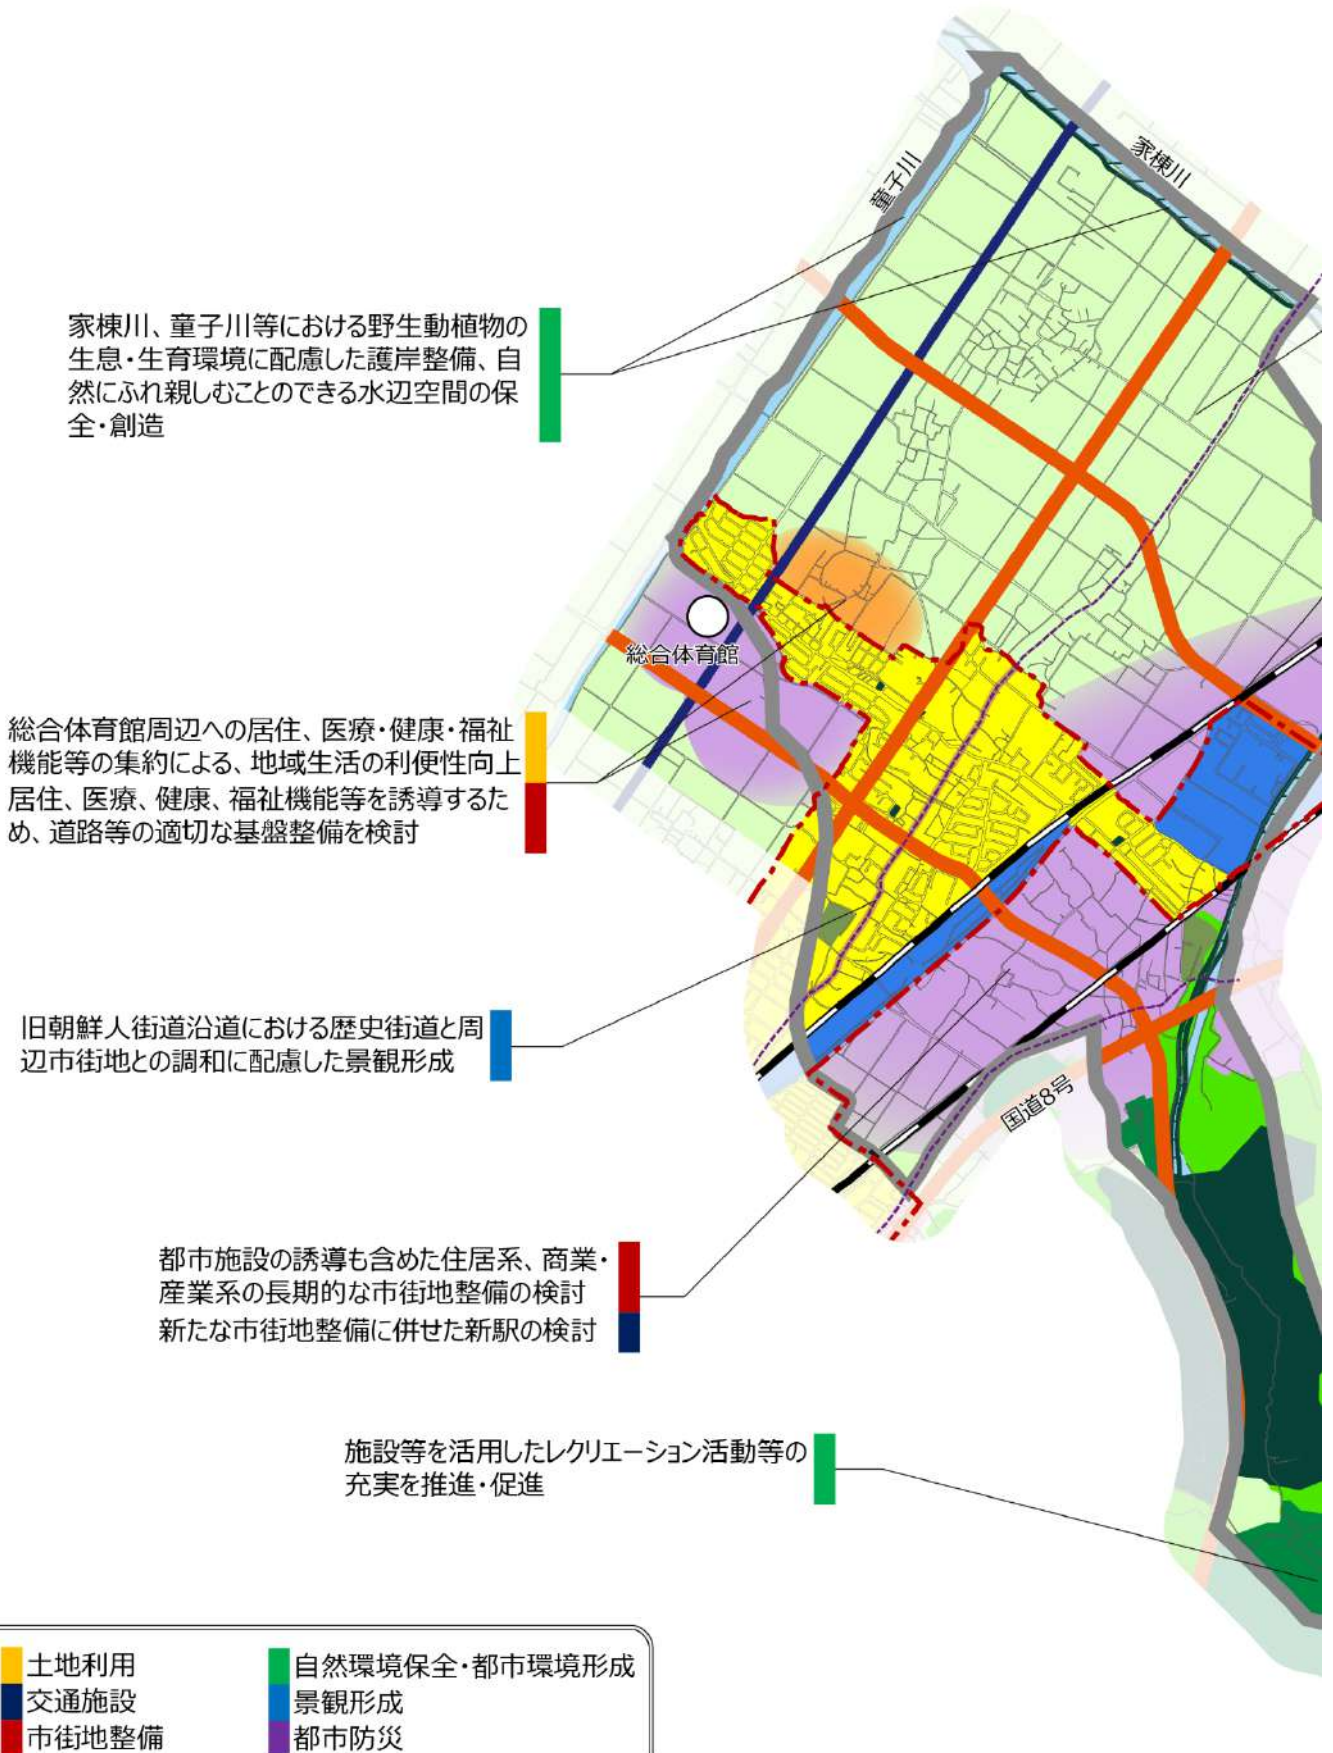 家棟川
童子川
家棟川、童子川等における野生動植物の
生息・生育環境に配慮した護岸整備、自
然にふれ親しむことのできる水辺空間の保
全・創造
総合体育館
総合体育館周辺への居住、医療・健康・福祉
機能等の集約による、地域生活の利便性向上
居住、医療、健康、福祉機能等を誘導するた
め、道路等の適切な基盤整備を検討
旧朝鮮人街道沿道における歴史街道と周
辺市街地との調和に配慮した景観形成
国道8号
都市施設の誘導も含めた住居系、商業・
産業系の長期的な市街地整備の検討
新たな市街地整備に併せた新駅の検討
施設等を活用したレクリエーション活動等の
充実を推進・促進
土地利用
交通施設
市街地整備
自然環境保全・都市環境形成
景観形成
都市防災